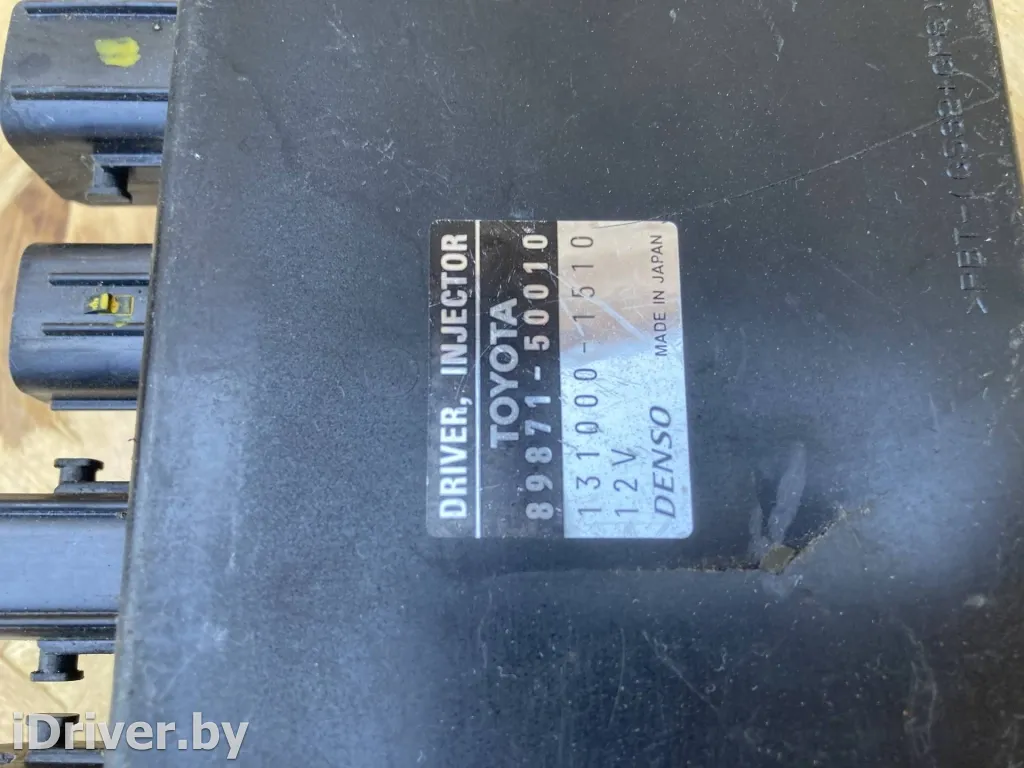 DRIVER, INJECTOR
TOYOTA
89871-50010
131000-1510
12V
DENSO MADE IN JAPAN
iDriver.by